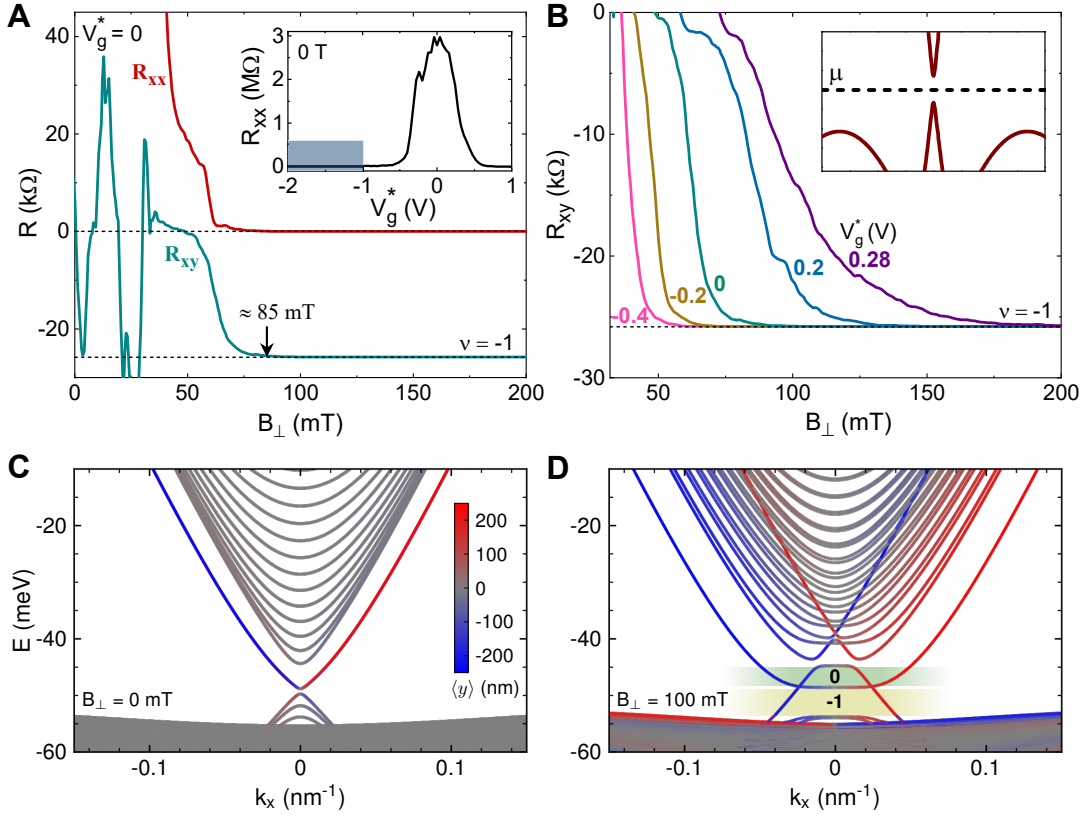 A
V*g = 0
Rxx
Rxy
R (kΩ)
40
20
0
-20
≈ 85 mT
ν = -1
0 50 100 150 200
B⊥ (mT)
0 T
Rxx (MΩ)
3
2
1
0
-2 -1 0 1
V*g (V)
B
Rxy (kΩ)
0
-10
-20
-30
μ
V*g (V)
0.28
0.2
0
-0.2
-0.4
ν = -1
50 100 150 200
B⊥ (mT)
C
E (meV)
-20
-40
-60
200
100
0
-100
-200
⟨y⟩ (nm)
B⊥ = 0 mT
-0.1 0 0.1
kx (nm-1)
D
-20
-40
-60
0
-1
B⊥ = 100 mT
-0.1 0 0.1
kx (nm-1)